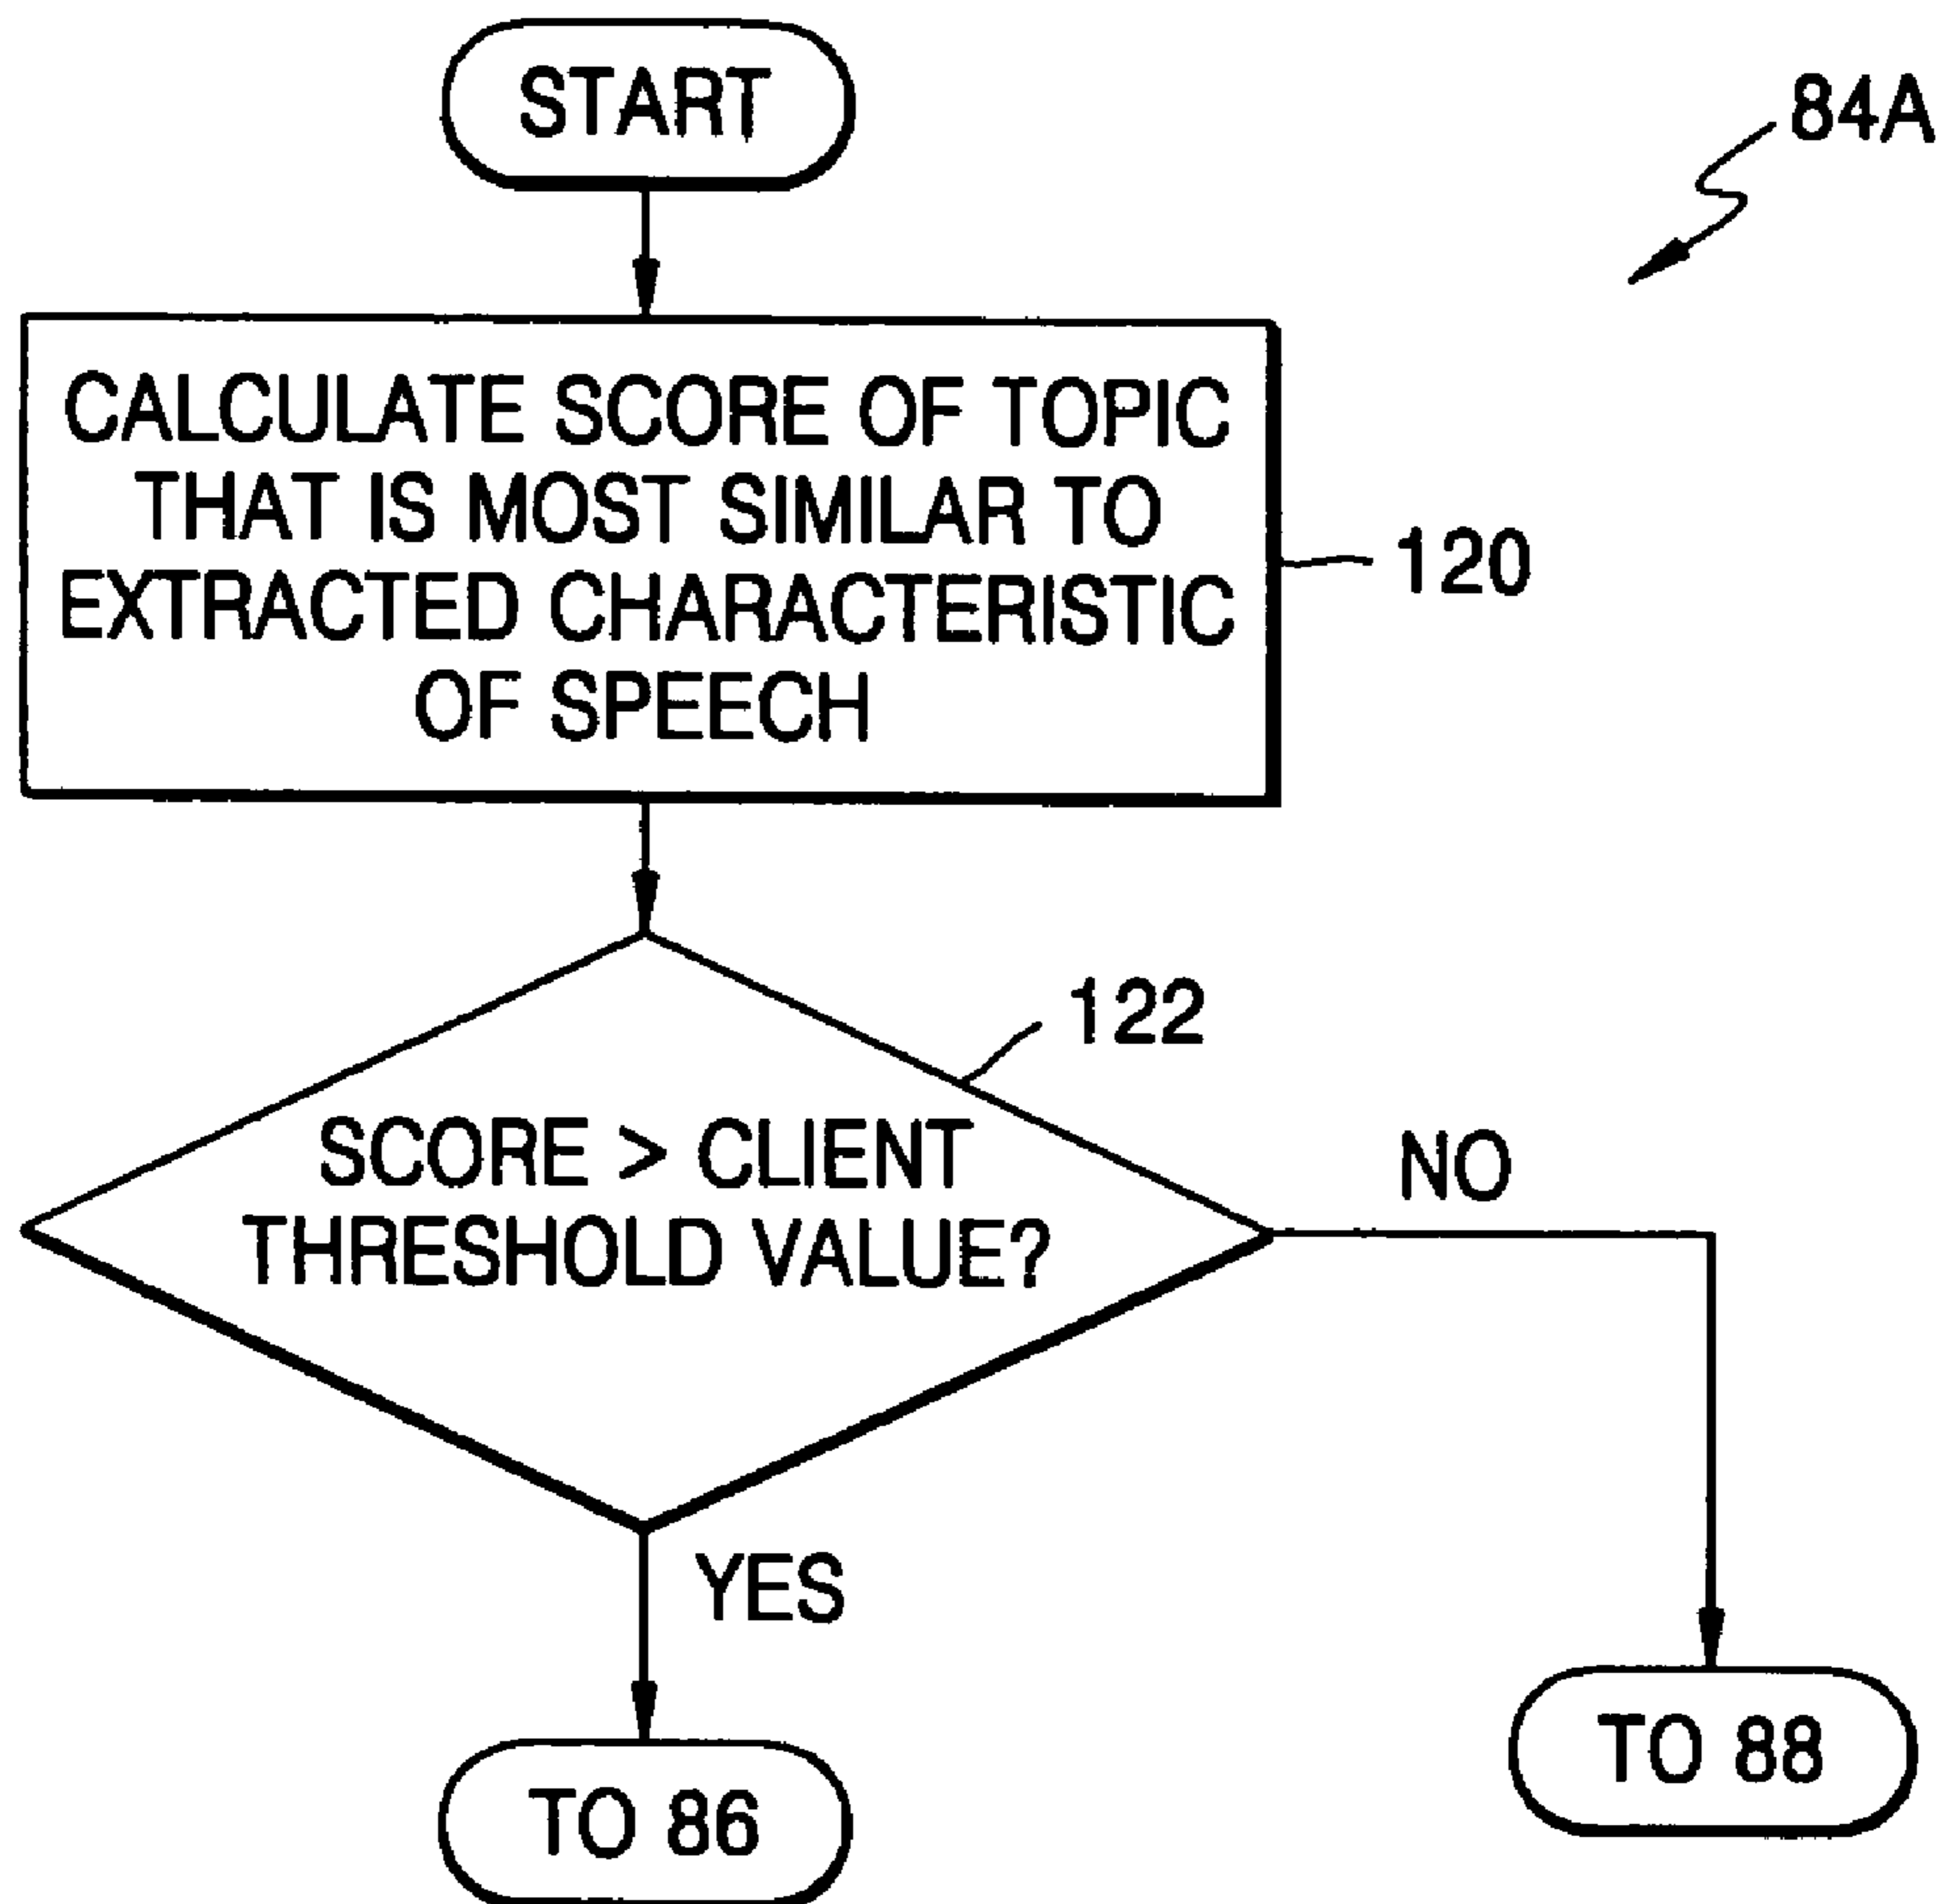 START
84A
CALCULATE SCORE OF TOPIC
THAT IS MOST SIMILAR TO
EXTRACTED CHARACTERISTIC
OF SPEECH
120
122
SCORE > CLIENT
THRESHOLD VALUE?
NO
YES
TO 88
TO 86